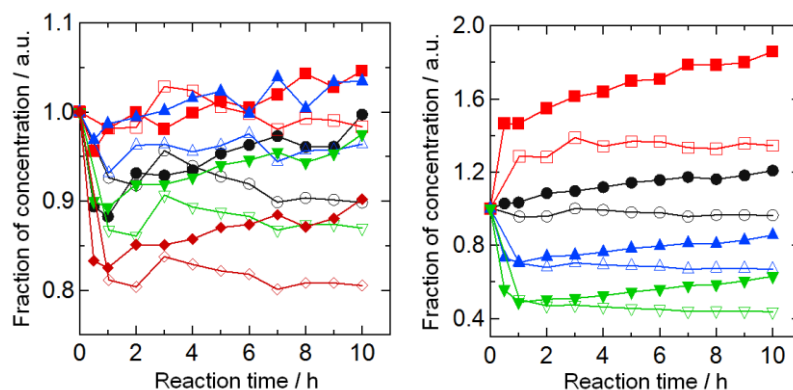 1.1
1.0
0.9
0.8
Fraction of concentration / a.u.
0 2 4 6 8 10
Reaction time / h
2.0
1.6
1.2
0.8
0.4
Fraction of concentration / a.u.
0 2 4 6 8 10
Reaction time / h